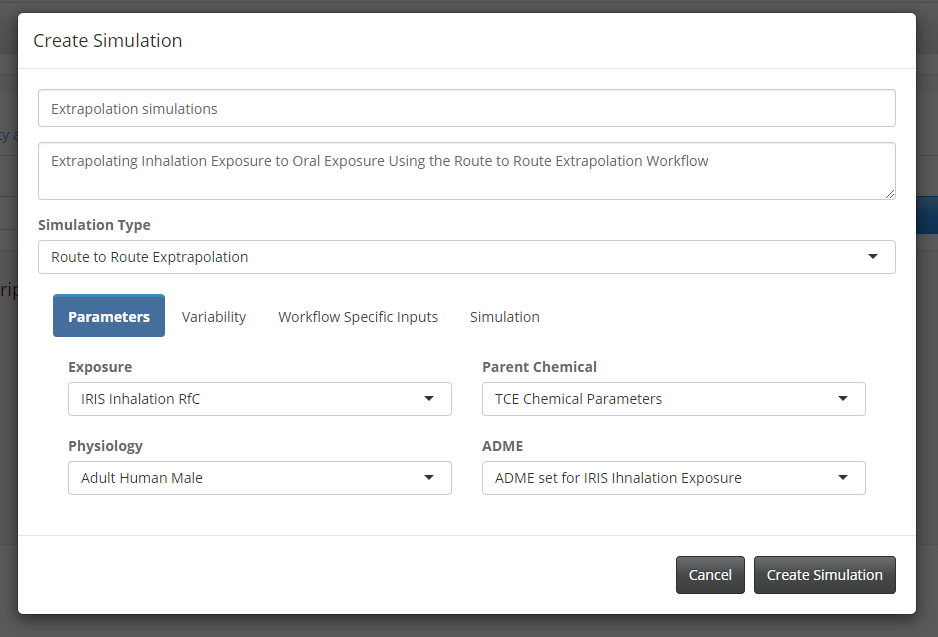 Create Simulation
Extrapolation simulations
Extrapolating Inhalation Exposure to Oral Exposure Using the Route to Route Extrapolation Workflow
Simulation Type
Route to Route Exptrapolation
Parameters Variability Workflow Specific Inputs Simulation
Exposure Parent Chemical
IRIS Inhalation RfC TCE Chemical Parameters
Physiology ADME
Adult Human Male ADME set for IRIS Ihnalation Exposure
Cancel Create Simulation